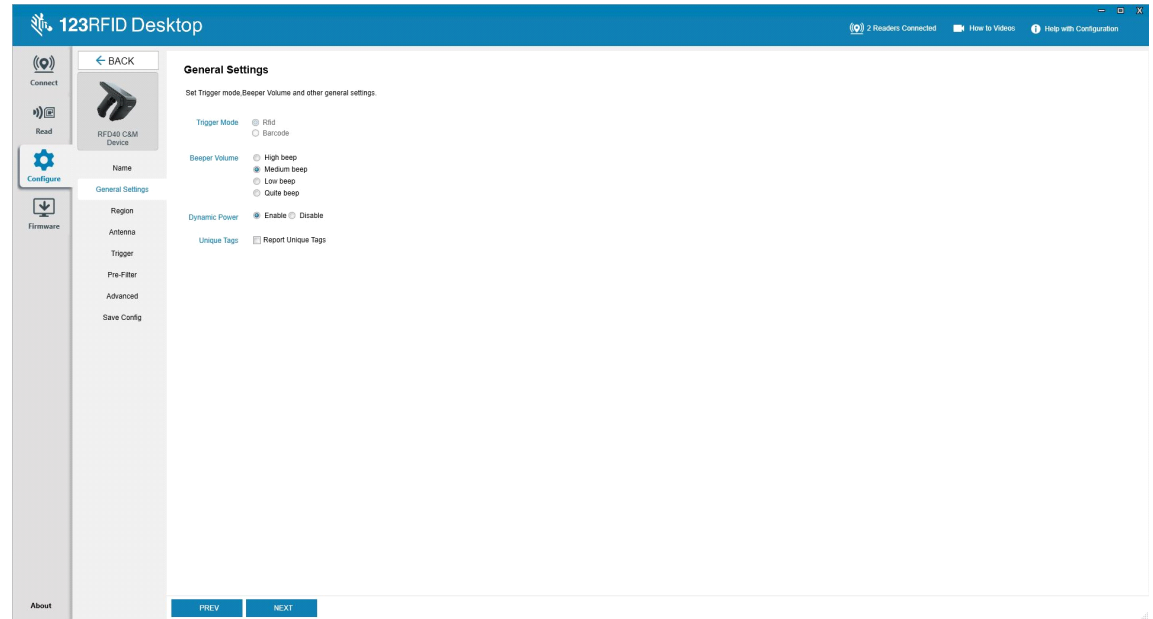 123RFID Desktop
2 Readers Connected
How to Videos
Help with Configuration
Connect
Read
Configure
Firmware
About
BACK
RFD40 C&M
Device
Name
General Settings
Region
Antenna
Trigger
Pre-Filter
Advanced
Save Config
General Settings
Set Trigger mode,Beeper Volume and other general settings.
Trigger Mode Rfid
Barcode
Beeper Volume High beep
Medium beep
Low beep
Quite beep
Dynamic Power Enable Disable
Unique Tags Report Unique Tags
PREV NEXT